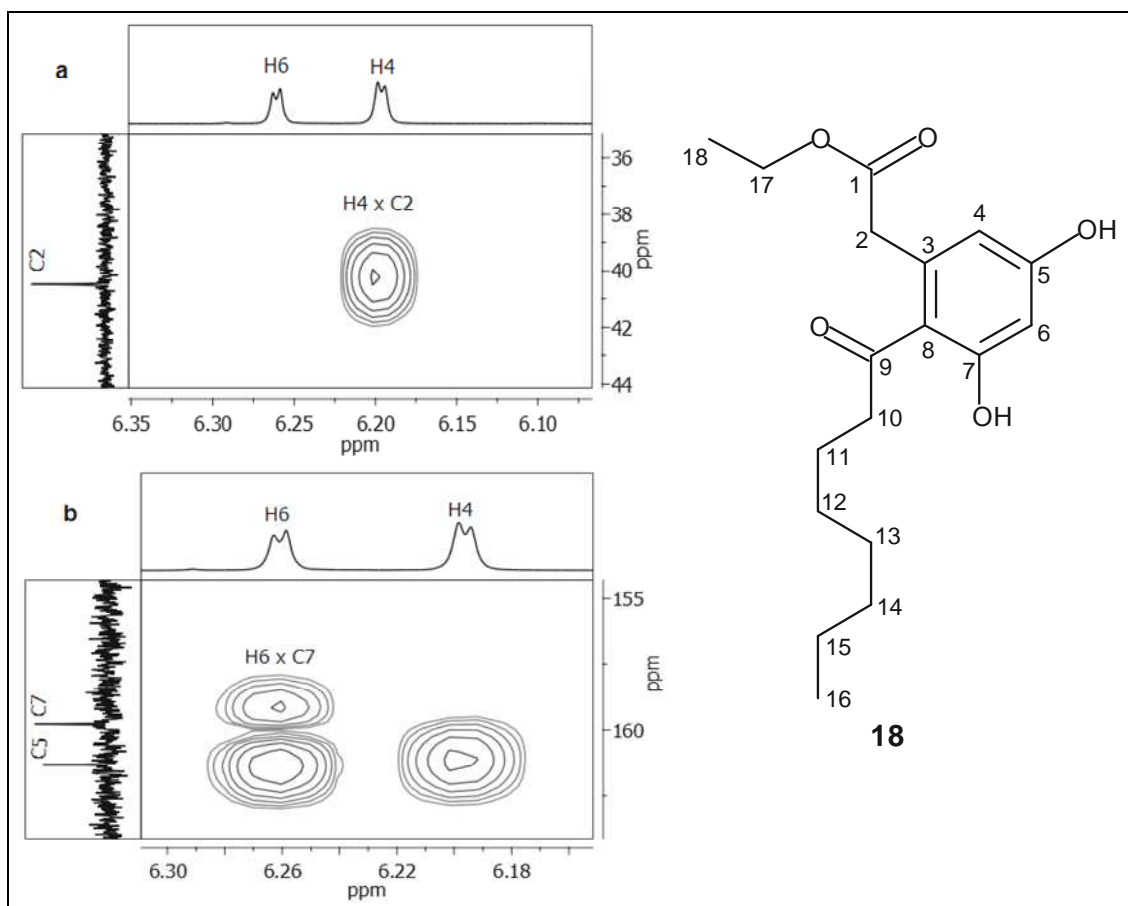 a
H6 H4
H4 x C2
C2
36
38
40
42
44
ppm
6.35 6.30 6.25 6.20 6.15 6.10
ppm
b
H6 H4
H6 x C7
C7
C5
155
160
ppm
6.30 6.26 6.22 6.18
ppm
O O
18 17 1
2 3 4 OH
5
O 8 6
9 7
10 OH
11
12
13
14
15
16
18